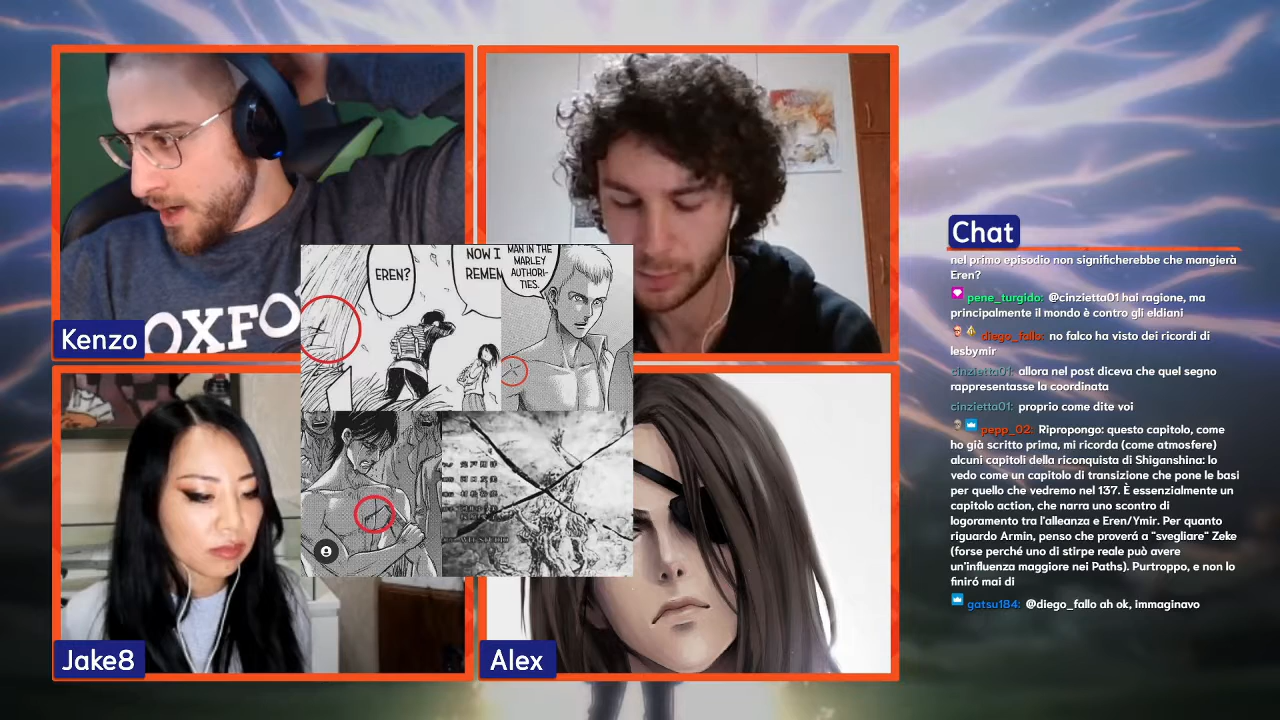 OXFO
Kenzo
EREN?
NOW I
REMEM
MAN IN THE
MARLEY
AUTHORI-
TIES.
Jake8
Alex
Chat
nel primo episodio non significherebbe che mangierà
Eren?
pene_turgido: @cinzietta01 hai ragione, ma
principalmente il mondo è contro gli eldiani
diego_fallo: no falco ha visto dei ricordi di
lesbymir
cinzietta01: allora nel post diceva che quel segno
rappresentasse la coordinata
cinzietta01: proprio come dite voi
pepp_02: Ripropongo: questo capitolo, come
ho già scritto prima, mi ricorda (come atmosfere)
alcuni capitoli della riconquista di Shiganshina: lo
vedo come un capitolo di transizione che pone le basi
per quello che vedremo nel 137. È essenzialmente un
capitolo action, che narra uno scontro di
logoramento tra l'alleanza e Eren/Ymir. Per quanto
riguardo Armin, penso che proverá a "svegliare" Zeke
(forse perché uno di stirpe reale può avere
un'influenza maggiore nei Paths). Purtroppo, e non lo
finiró mai di
gatsu184: @diego_fallo ah ok, immaginavo